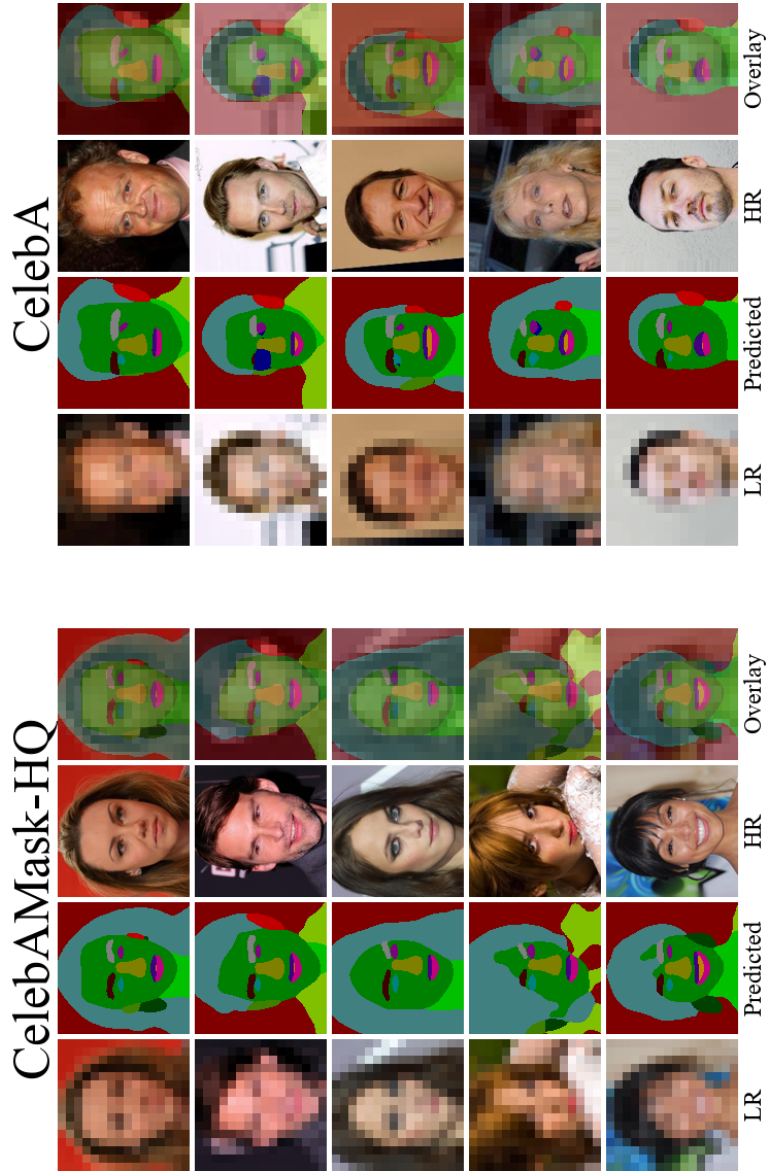 CelebAMask-HQ
CelebA
LR
Predicted
HR
Overlay
LR
Predicted
HR
Overlay